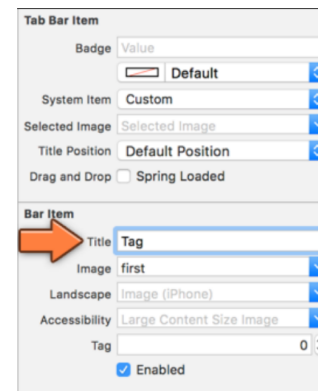 Tab Bar Item
Badge Value
Default
System Item Custom
Selected Image Selected Image
Title Position Default Position
Drag and Drop Spring Loaded
Bar Item
Title Tag
Image first
Landscape Image (iPhone)
Accessibility Large Content Size Image
Tag 0
Enabled